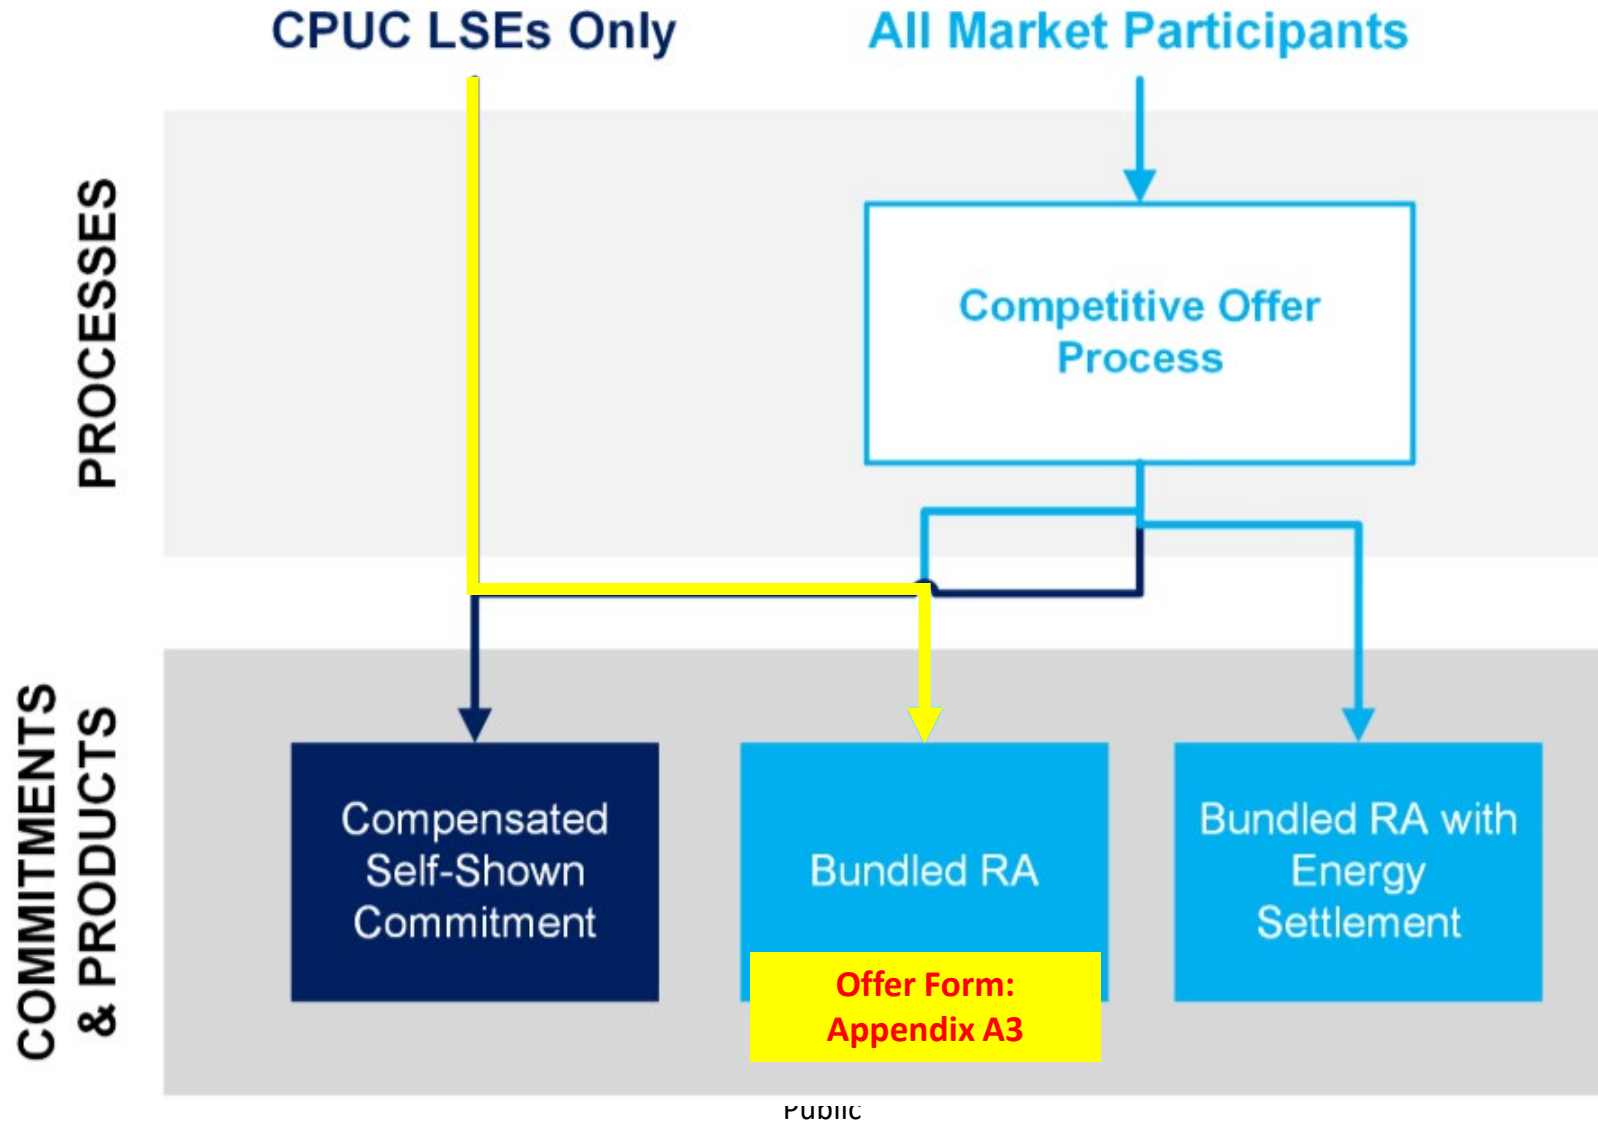 CPUC LSEs Only
All Market Participants
PROCESSES
Competitive Offer
Process
COMMITMENTS
& PRODUCTS
Compensated
Self-Shown
Commitment
Bundled RA
Offer Form:
Appendix A3
Bundled RA with
Energy
Settlement
Public